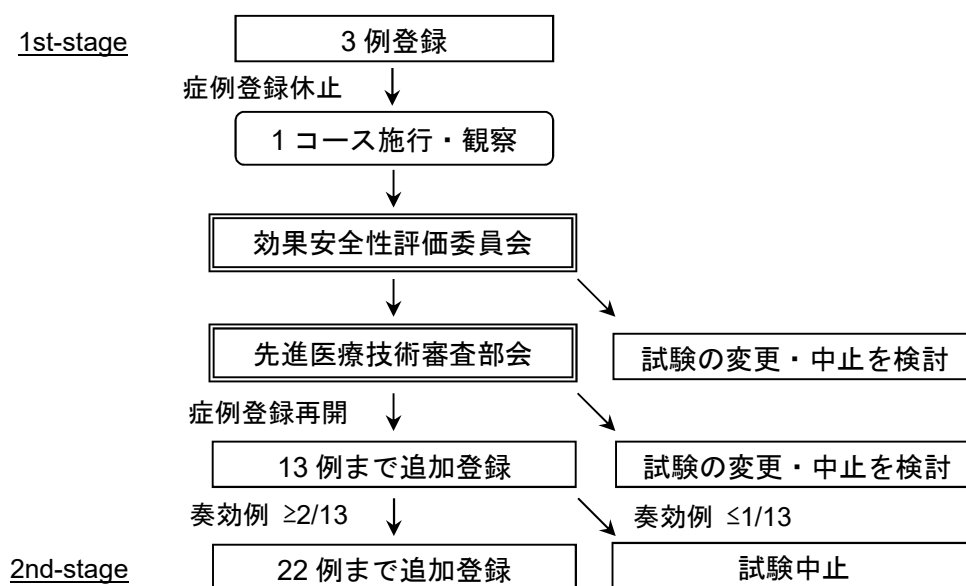 1st-stage
3 例登録
症例登録休止
1 コース施行・観察
効果安全性評価委員会
先進医療技術審査部会
試験の変更・中止を検討
症例登録再開
13 例まで追加登録
試験の変更・中止を検討
奏効例 ≥2/13
奏効例 ≤1/13
2nd-stage
22 例まで追加登録
試験中止